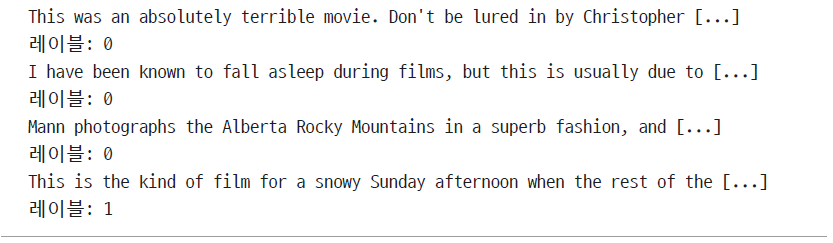 This was an absolutely terrible movie. Don't be lured in by Christopher [...]
레이블: 0
I have been known to fall asleep during films, but this is usually due to [...]
레이블: 0
Mann photographs the Alberta Rocky Mountains in a superb fashion, and [...]
레이블: 0
This is the kind of film for a snowy Sunday afternoon when the rest of the [...]
레이블: 1